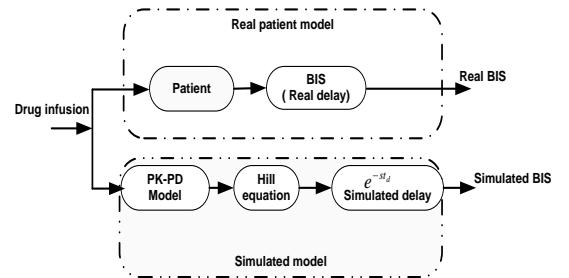 Real patient model
Patient
BIS
( Real delay)
Real BIS
Drug infusion
PK-PD
Model
Hill
equation
e^{-st_d}
Simulated delay
Simulated BIS
Simulated model